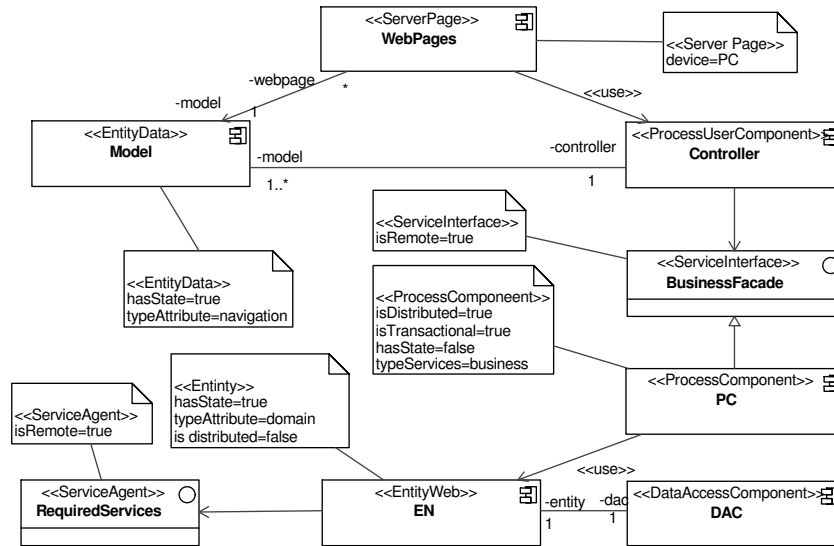 <<ServerPage>>
WebPages
<<Server Page>>
device=PC
-webpage
*
<<use>>
-model
1
<<EntityData>>
Model
-model
1..*
-controller
1
<<ProcessUserComponent>>
Controller
<<ServiceInterface>>
isRemote=true
<<EntityData>>
hasState=true
typeAttribute=navigation
<<ServiceInterface>>
BusinessFacade
<<ProcessComponeent>>
isDistributed=true
isTransactional=true
hasState=false
typeServices=business
<<Entinty>>
hasState=true
typeAttribute=domain
is distributed=false
<<ProcessComponent>>
PC
<<ServiceAgent>>
isRemote=true
<<use>>
<<ServiceAgent>>
RequiredServices
<<EntityWeb>>
EN
-entity
1
-dac
1
<<DataAccessComponent>>
DAC